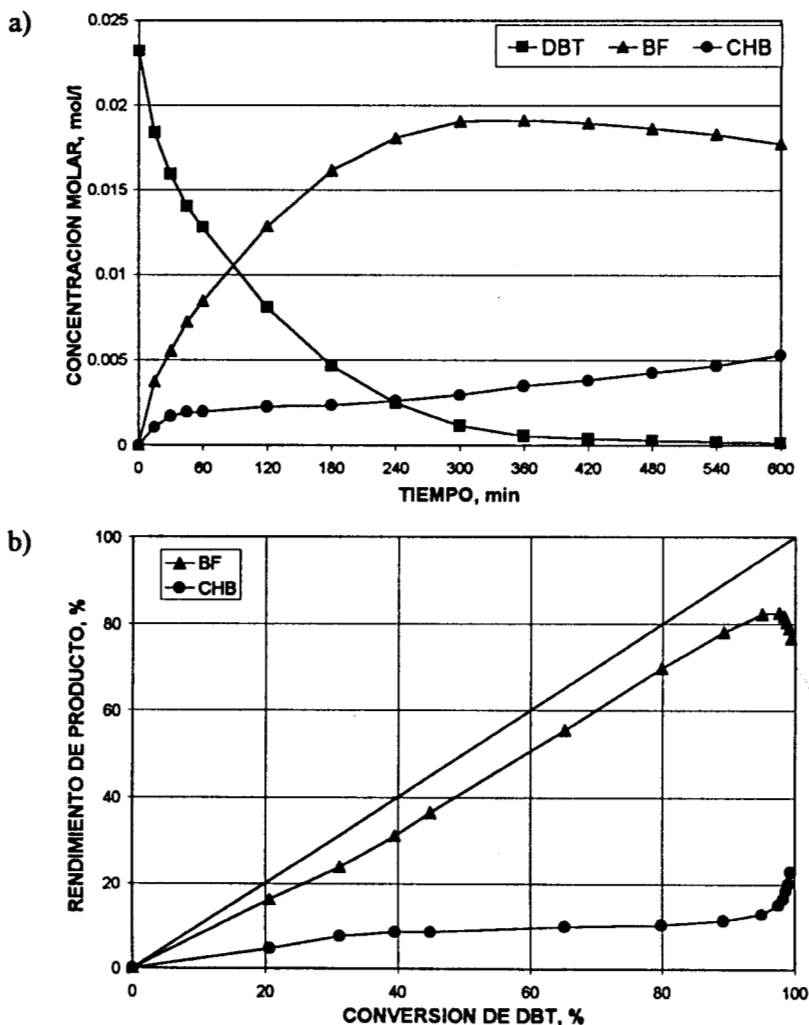 a)
0.025
DBT BF CHB
0.02
0.015
0.01
0.005
0
CONCENTRACION MOLAR, mol/l
0 60 120 180 240 300 360 420 480 540 600
TIEMPO, min
b)
100
BF
CHB
80
60
40
20
0
RENDIMIENTO DE PRODUCTO, %
0 20 40 60 80 100
CONVERSION DE DBT, %